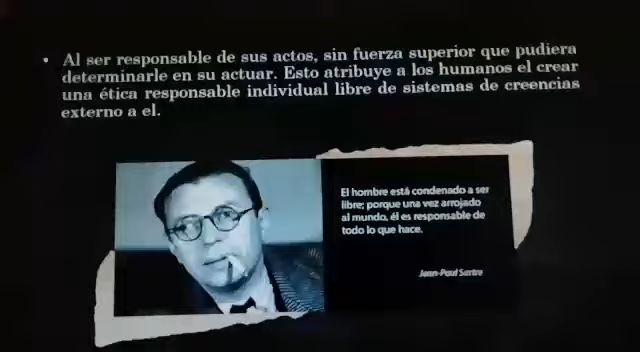 • Al ser responsable de sus actos, sin fuerza superior que pudiera
determinarle en su actuar. Esto atribuye a los humanos el crear
una ética responsable individual libre de sistemas de creencias
externo a el.
El hombre está condenado a ser
libre; porque una vez arrojado
al mundo, él es responsable de
todo lo que hace.
Jean-Paul Sartre